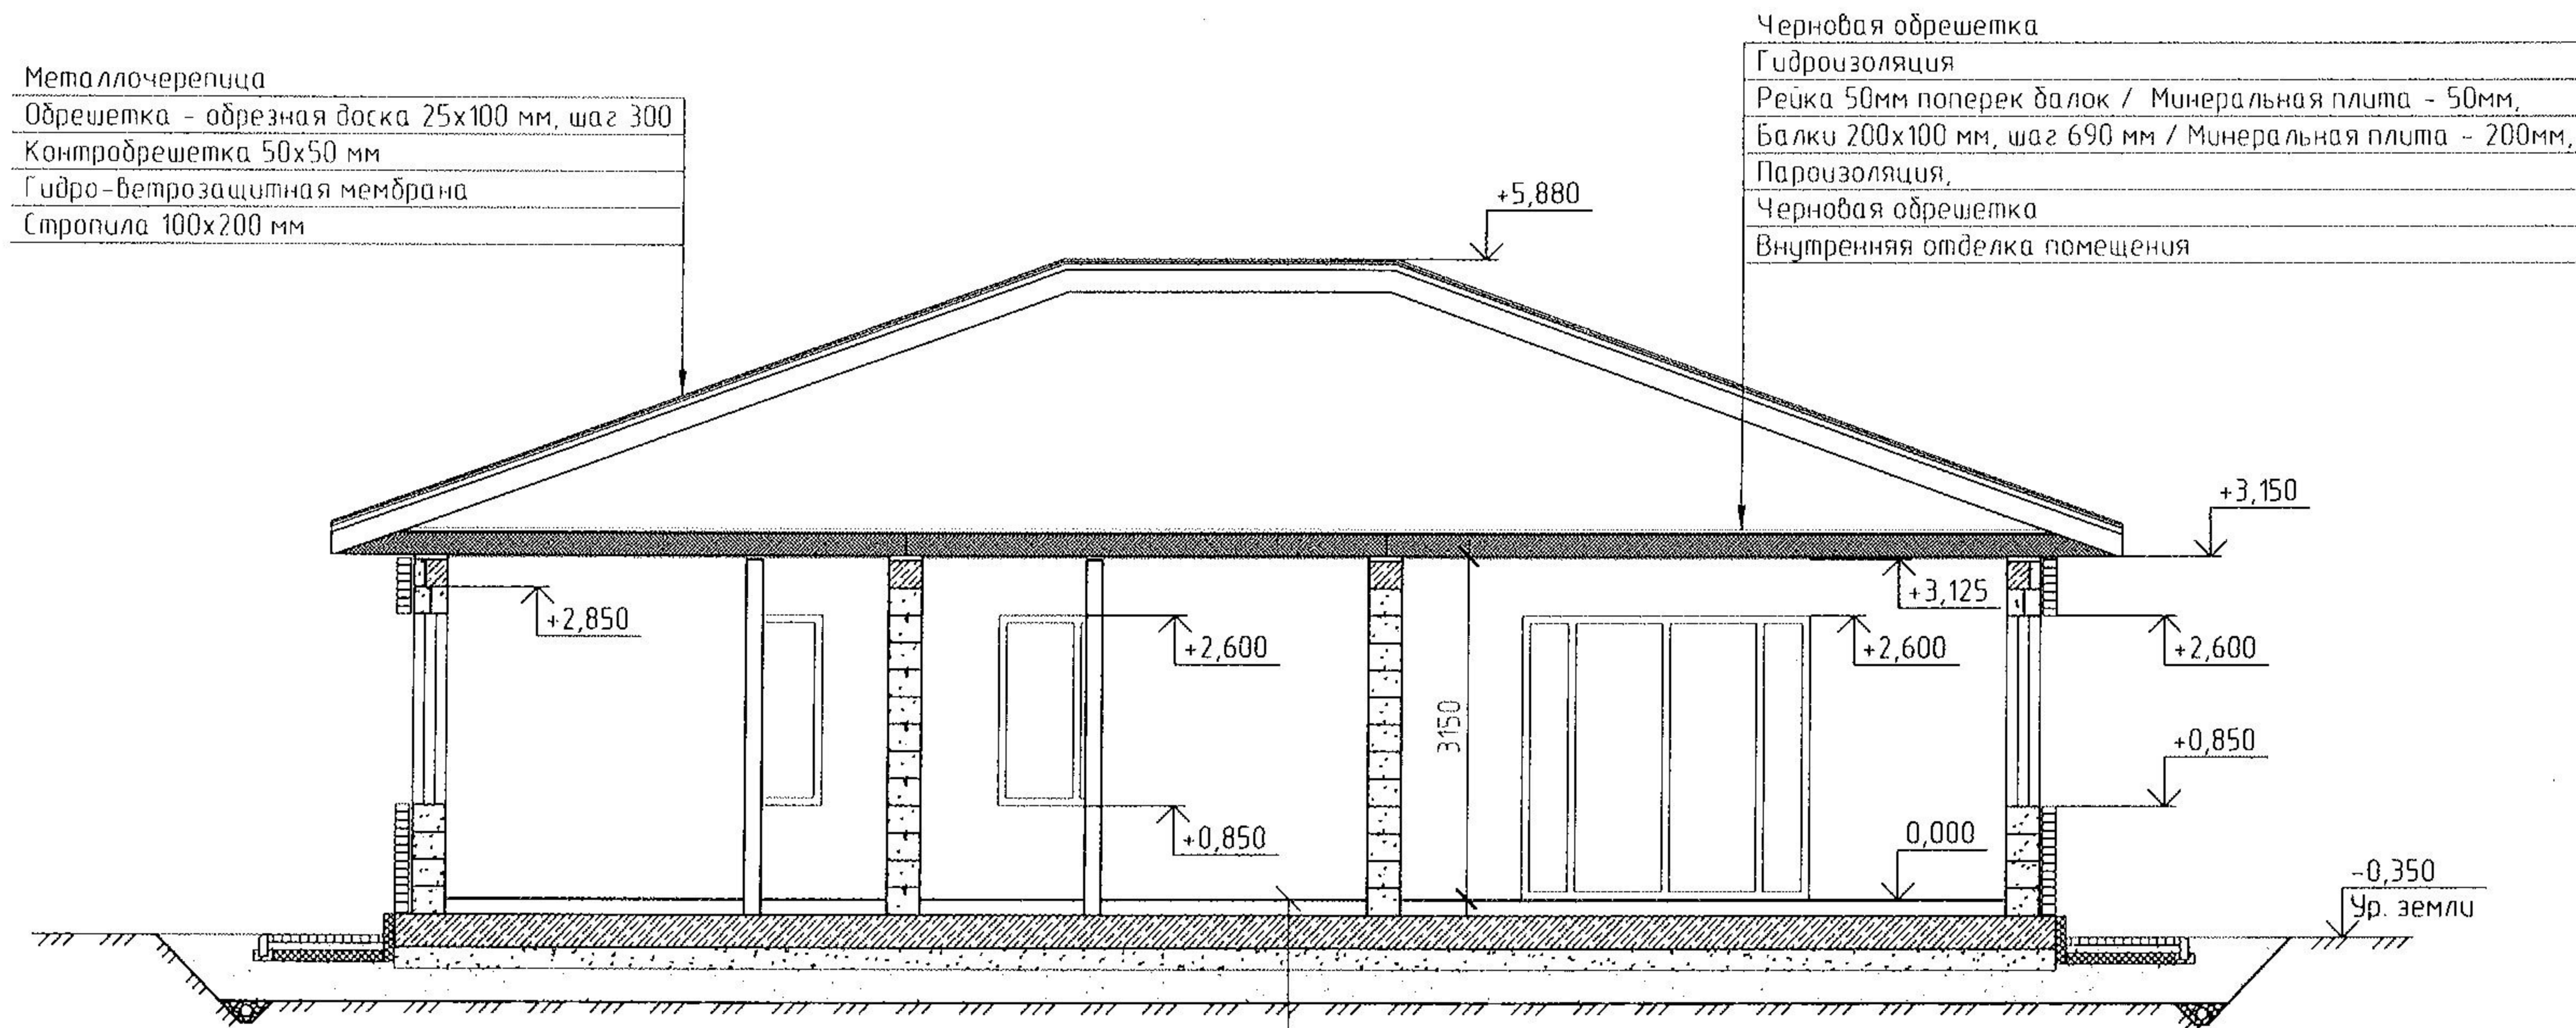 Металлочерепица
Обрешетка - обрезная доска 25х100 мм, шаг 300
Контробрешетка 50х50 мм
Гидро-ветрозащитная мембрана
Стропила 100х200 мм
Черновая обрешетка
Гидроизоляция
Рейка 50мм поперек балок / Минеральная плита - 50мм,
Балки 200х100 мм, шаг 690 мм / Минеральная плита - 200мм,
Пароизоляция,
Черновая обрешетка
Внутренняя отделка помещения
+5,880
+3,150
+3,125
+2,850
+2,600
+2,600
+2,600
3150
+0,850
+0,850
0,000
-0,350
Ур. земли